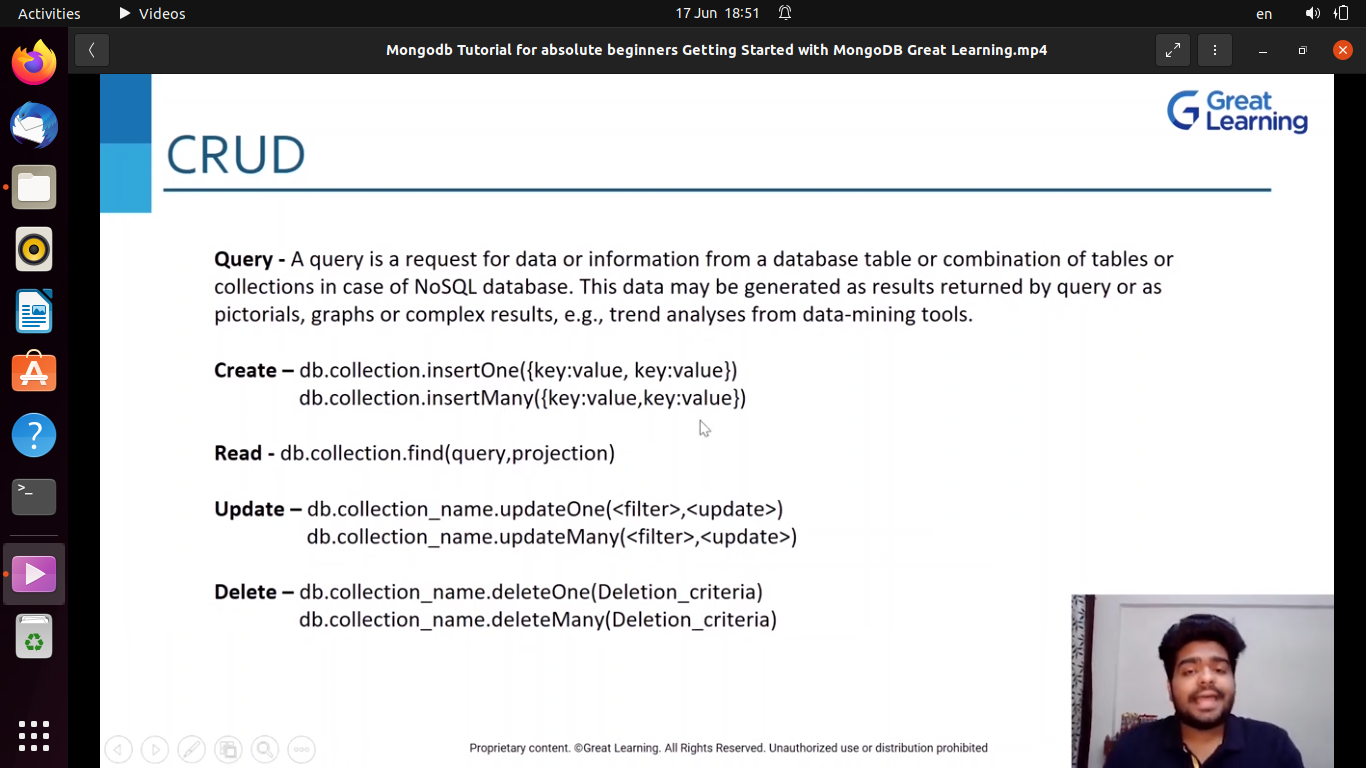 Activities
Videos
17 Jun 18:51
en
Mongodb Tutorial for absolute beginners Getting Started with MongoDB Great Learning.mp4
Great
Learning
CRUD
Query - A query is a request for data or information from a database table or combination of tables or
collections in case of NoSQL database. This data may be generated as results returned by query or as
pictorials, graphs or complex results, e.g., trend analyses from data-mining tools.
Create – db.collection.insertOne({key:value, key:value})
db.collection.insertMany({key:value,key:value})
Read - db.collection.find(query,projection)
Update – db.collection_name.updateOne(<filter>,<update>)
db.collection_name.updateMany(<filter>,<update>)
Delete – db.collection_name.deleteOne(Deletion_criteria)
db.collection_name.deleteMany(Deletion_criteria)
Proprietary content. ©Great Learning. All Rights Reserved. Unauthorized use or distribution prohibited